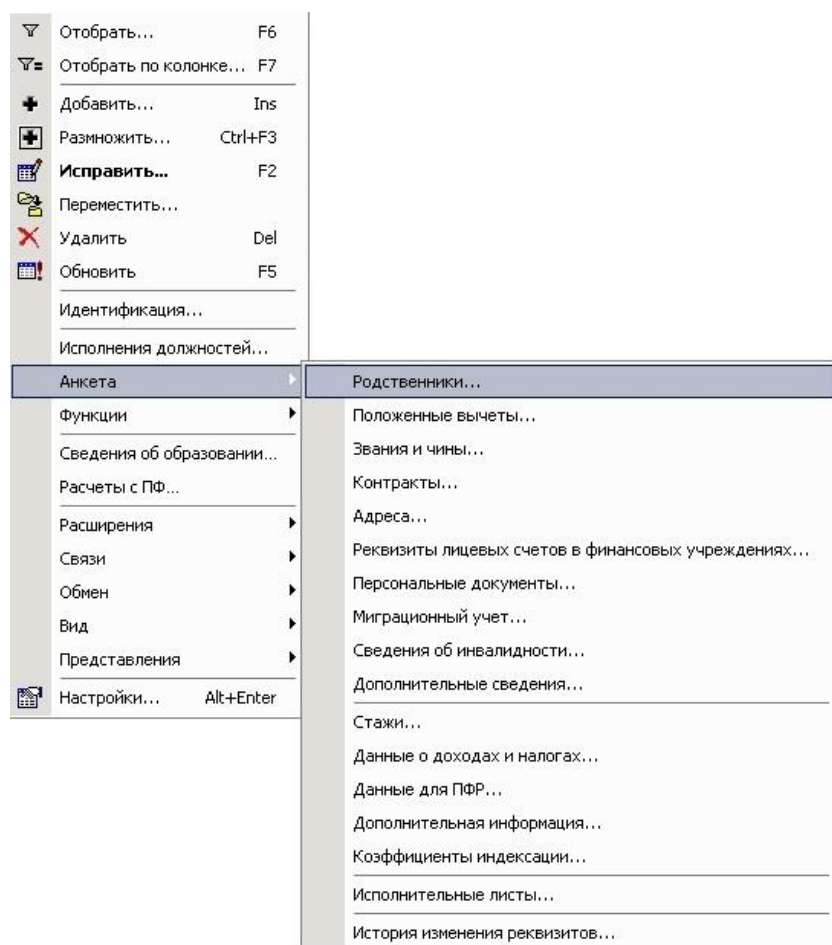 Отобрать... F6
Отобрать по колонке... F7
Добавить... Ins
Размножить... Ctrl+F3
Исправить... F2
Переместить...
Удалить Del
Обновить F5
Идентификация...
Исполнения должностей...
Анкета
Функции
Сведения об образовании...
Расчеты с ПФ...
Расширения
Связи
Обмен
Вид
Представления
Настройки... Alt+Enter
Родственники...
Положенные вычеты...
Звания и чины...
Контракты...
Адреса...
Реквизиты лицевых счетов в финансовых учреждениях...
Персональные документы...
Миграционный учет...
Сведения об инвалидности...
Дополнительные сведения...
Стажи...
Данные о доходах и налогах...
Данные для ПФР...
Дополнительная информация...
Коэффициенты индексации...
Исполнительные листы...
История изменения реквизитов...